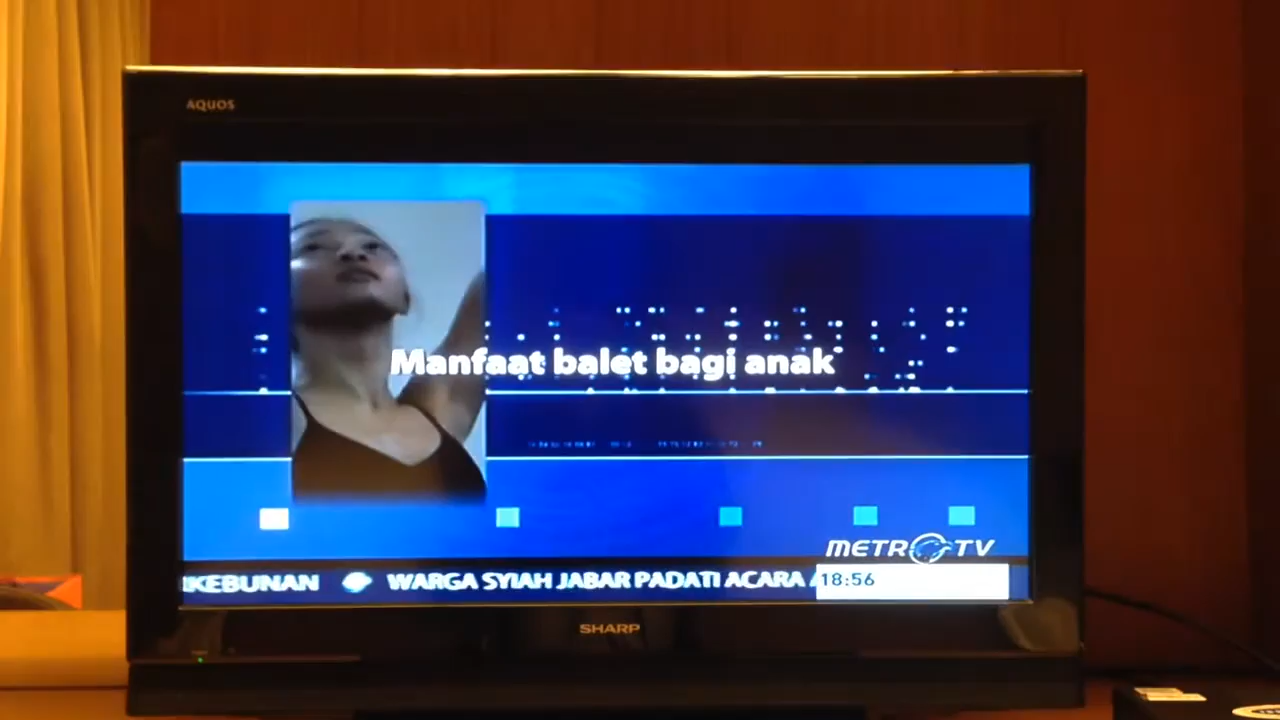 AQUOS
Manfaat balet bagi anak
METRO TV
KEBUNAN WARGA SYIAH JABAR PADATI ACARA
18:56
SHARP